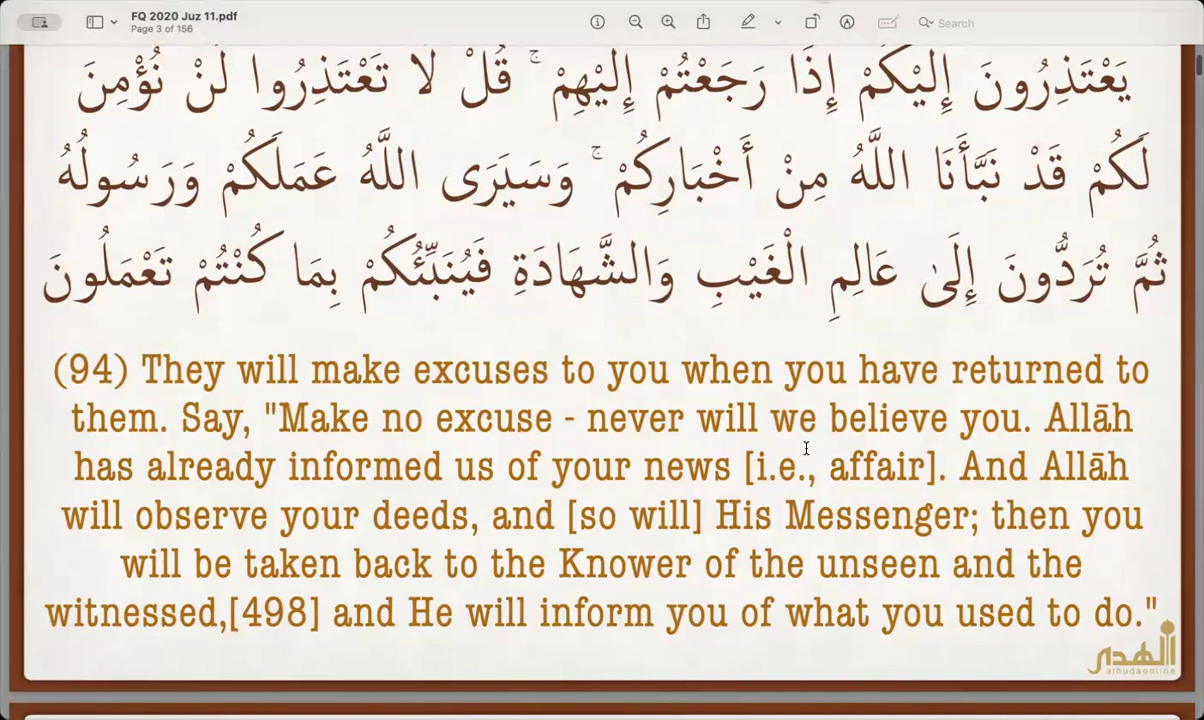 FQ 2020 Juz 11.pdf
Page 3 of 156
Search
يَعْتَذِرُونَ إِلَيْكُمْ إِذَا رَجَعْتُمْ إِلَيْهِمْ ۚ قُلْ لَا تَعْتَذِرُوا لَنْ نُؤْمِنَ
لَكُمْ قَدْ نَبَّأَنَا اللَّهُ مِنْ أَخْبَارِكُمْ ۚ وَسَيَرَى اللَّهُ عَمَلَكُمْ وَرَسُولُهُ
ثُمَّ تُرَدُّونَ إِلَىٰ عَالِمِ الْغَيْبِ وَالشَّهَادَةِ فَيُنَبِّئُكُمْ بِمَا كُنْتُمْ تَعْمَلُونَ
(94) They will make excuses to you when you have returned to
them. Say, "Make no excuse - never will we believe you. Allāh
has already informed us of your news [i.e., affair]. And Allāh
will observe your deeds, and [so will] His Messenger; then you
will be taken back to the Knower of the unseen and the
witnessed,[498] and He will inform you of what you used to do."
الهدى
alhudaonline